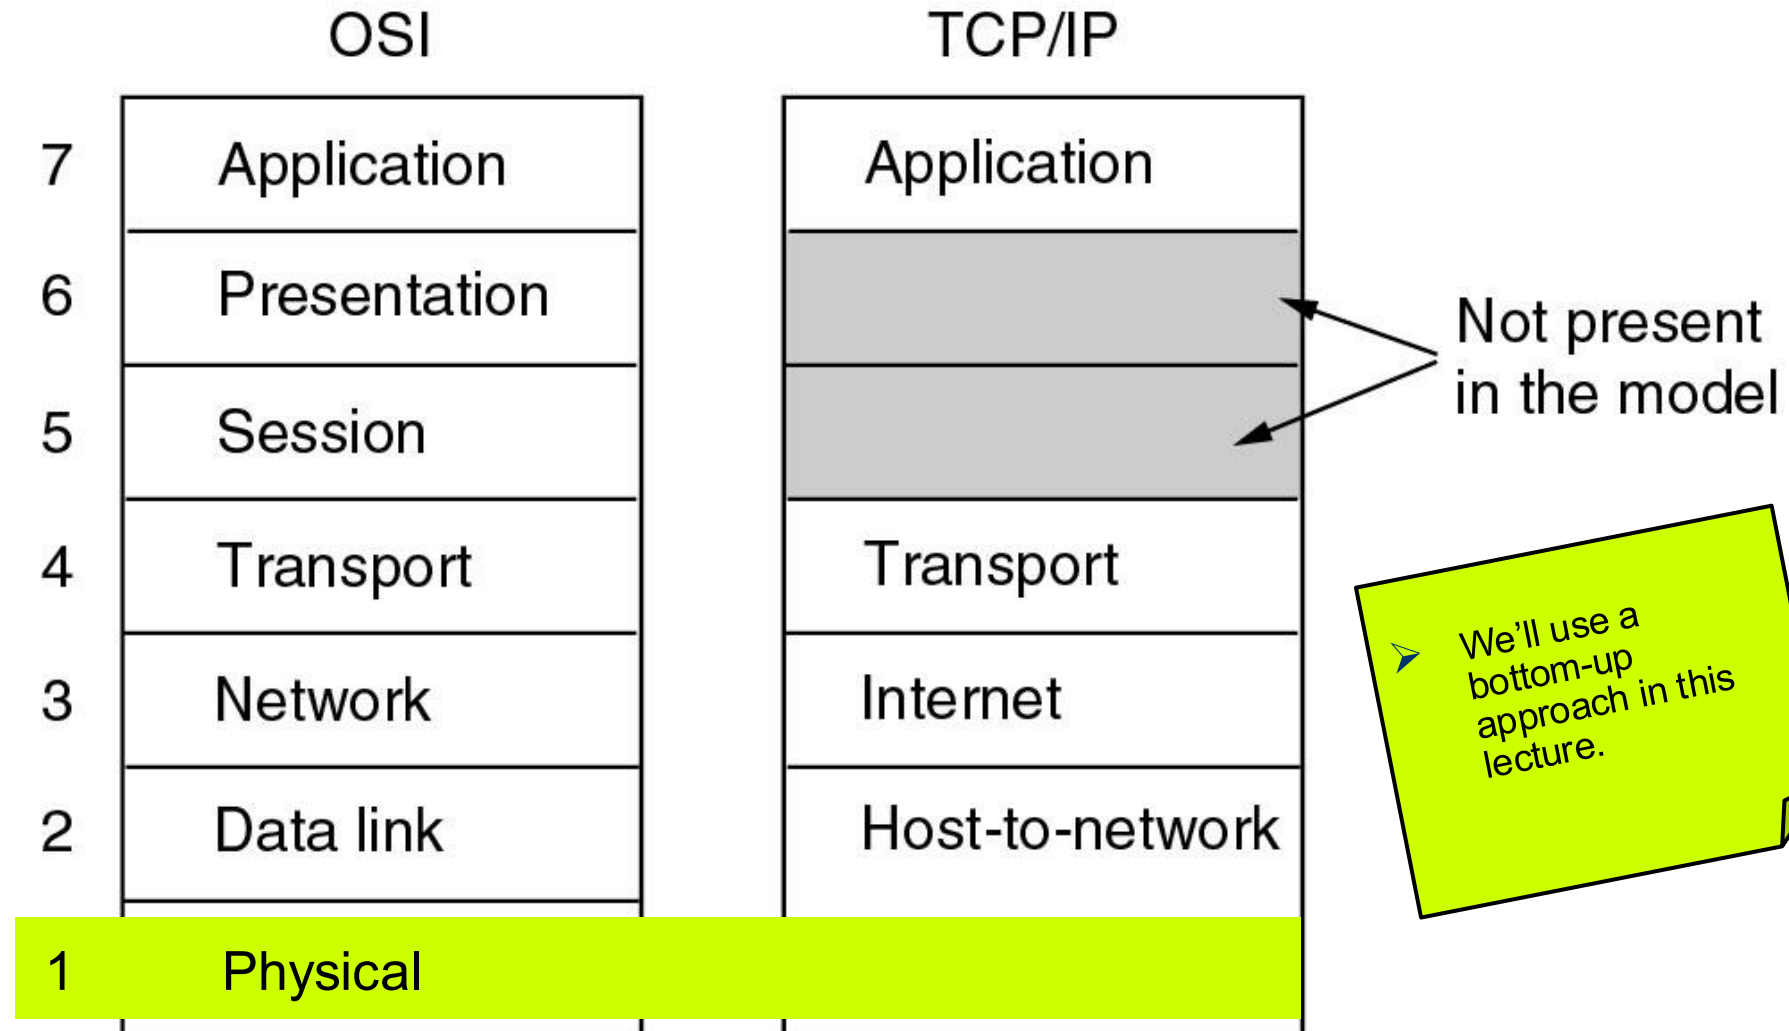 OSI TCP/IP
7 Application Application
6 Presentation
5 Session
Not present
in the model
4 Transport Transport
3 Network Internet
2 Data link Host-to-network
1 Physical
We'll use a
bottom-up
approach in this
lecture.